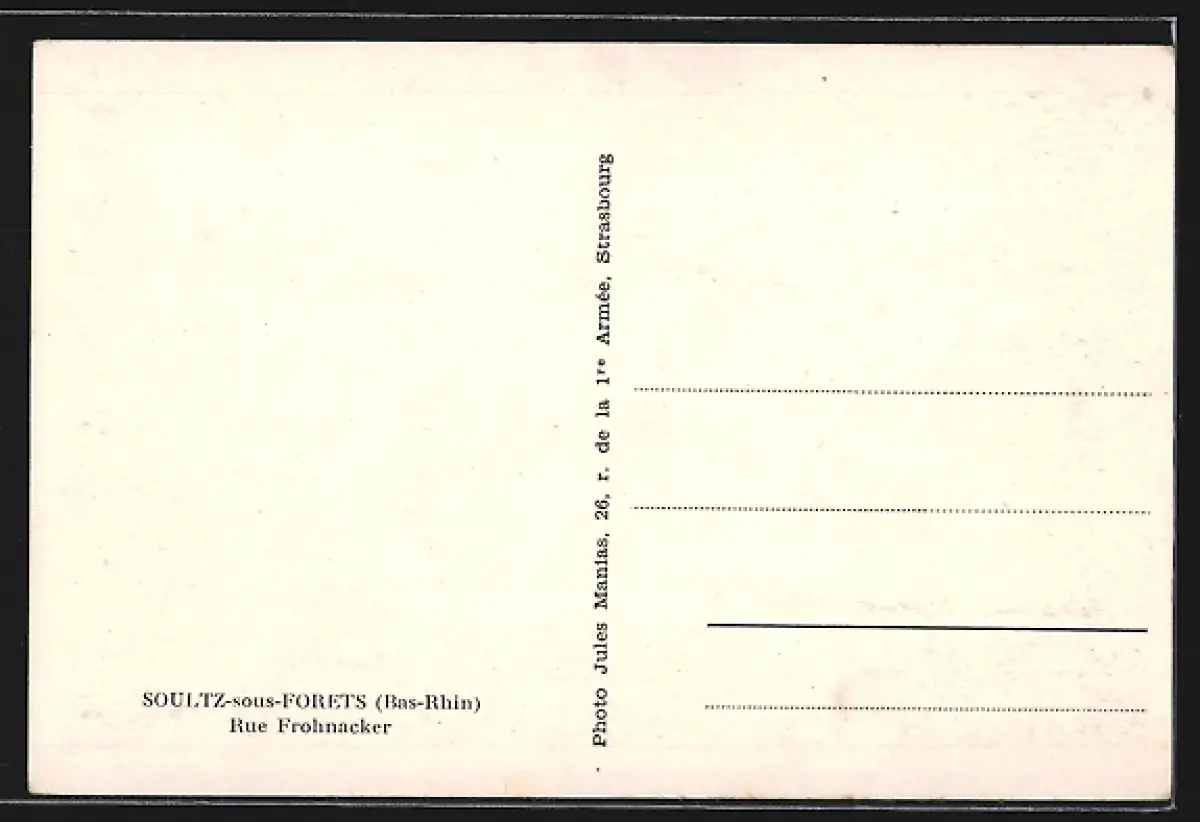 SOULTZ-sous-FORETS (Bas-Rhin)
Rue Frohnacker
Photo Jules Manias, 26, r. de la 1re Armée, Strasbourg